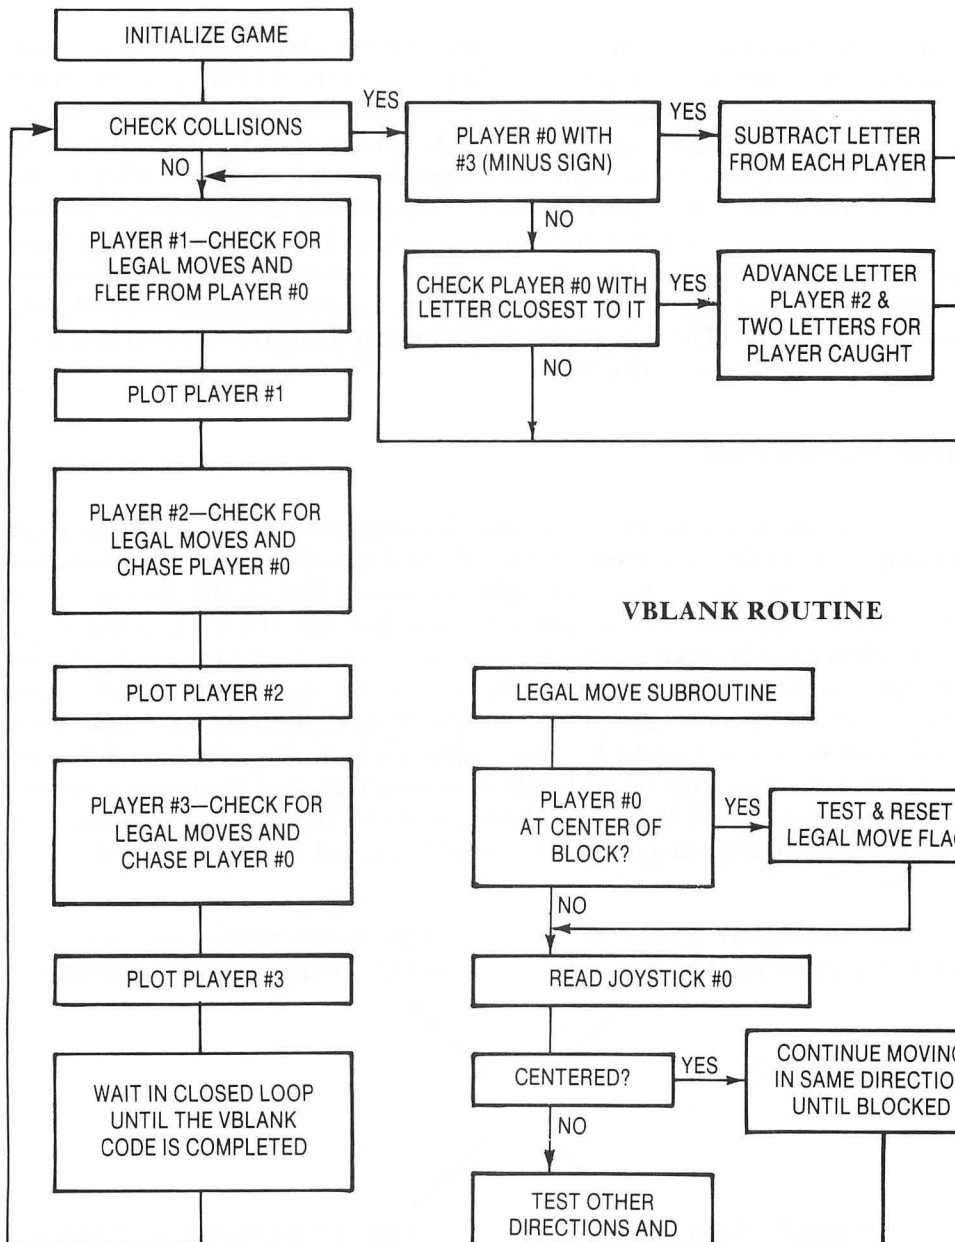 INITIALIZE GAME
CHECK COLLISIONS
YES
PLAYER #0 WITH
#3 (MINUS SIGN)
YES
SUBTRACT LETTER
FROM EACH PLAYER
NO
NO
PLAYER #1—CHECK FOR
LEGAL MOVES AND
FLEE FROM PLAYER #0
CHECK PLAYER #0 WITH
LETTER CLOSEST TO IT
YES
ADVANCE LETTER
PLAYER #2 &
TWO LETTERS FOR
PLAYER CAUGHT
NO
PLOT PLAYER #1
PLAYER #2—CHECK FOR
LEGAL MOVES AND
CHASE PLAYER #0
PLOT PLAYER #2
PLAYER #3—CHECK FOR
LEGAL MOVES AND
CHASE PLAYER #0
PLOT PLAYER #3
WAIT IN CLOSED LOOP
UNTIL THE VBLANK
CODE IS COMPLETED
VBLANK ROUTINE
LEGAL MOVE SUBROUTINE
PLAYER #0
AT CENTER OF
BLOCK?
YES
TEST & RESET
LEGAL MOVE
NO
READ JOYSTICK #0
CENTERED?
YES
CONTINUE MOVING
IN SAME
UNTIL BLOCKED
NO
TEST OTHER
DIRECTIONS AND